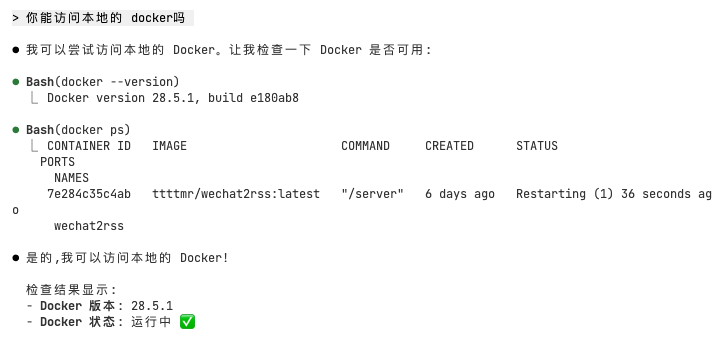 > 你能访问本地的 docker吗
● 我可以尝试访问本地的 Docker。让我检查一下 Docker 是否可用:
● Bash(docker --version)
⎿ Docker version 28.5.1, build e180ab8
● Bash(docker ps)
⎿ CONTAINER ID   IMAGE                      COMMAND     CREATED      STATUS
PORTS
NAMES
7e284c35c4ab   ttttmr/wechat2rss:latest   "/server"   6 days ago   Restarting (1) 36 seconds ag
o
wechat2rss
● 是的,我可以访问本地的 Docker!
检查结果显示:
- Docker 版本: 28.5.1
- Docker 状态: 运行中 ✅